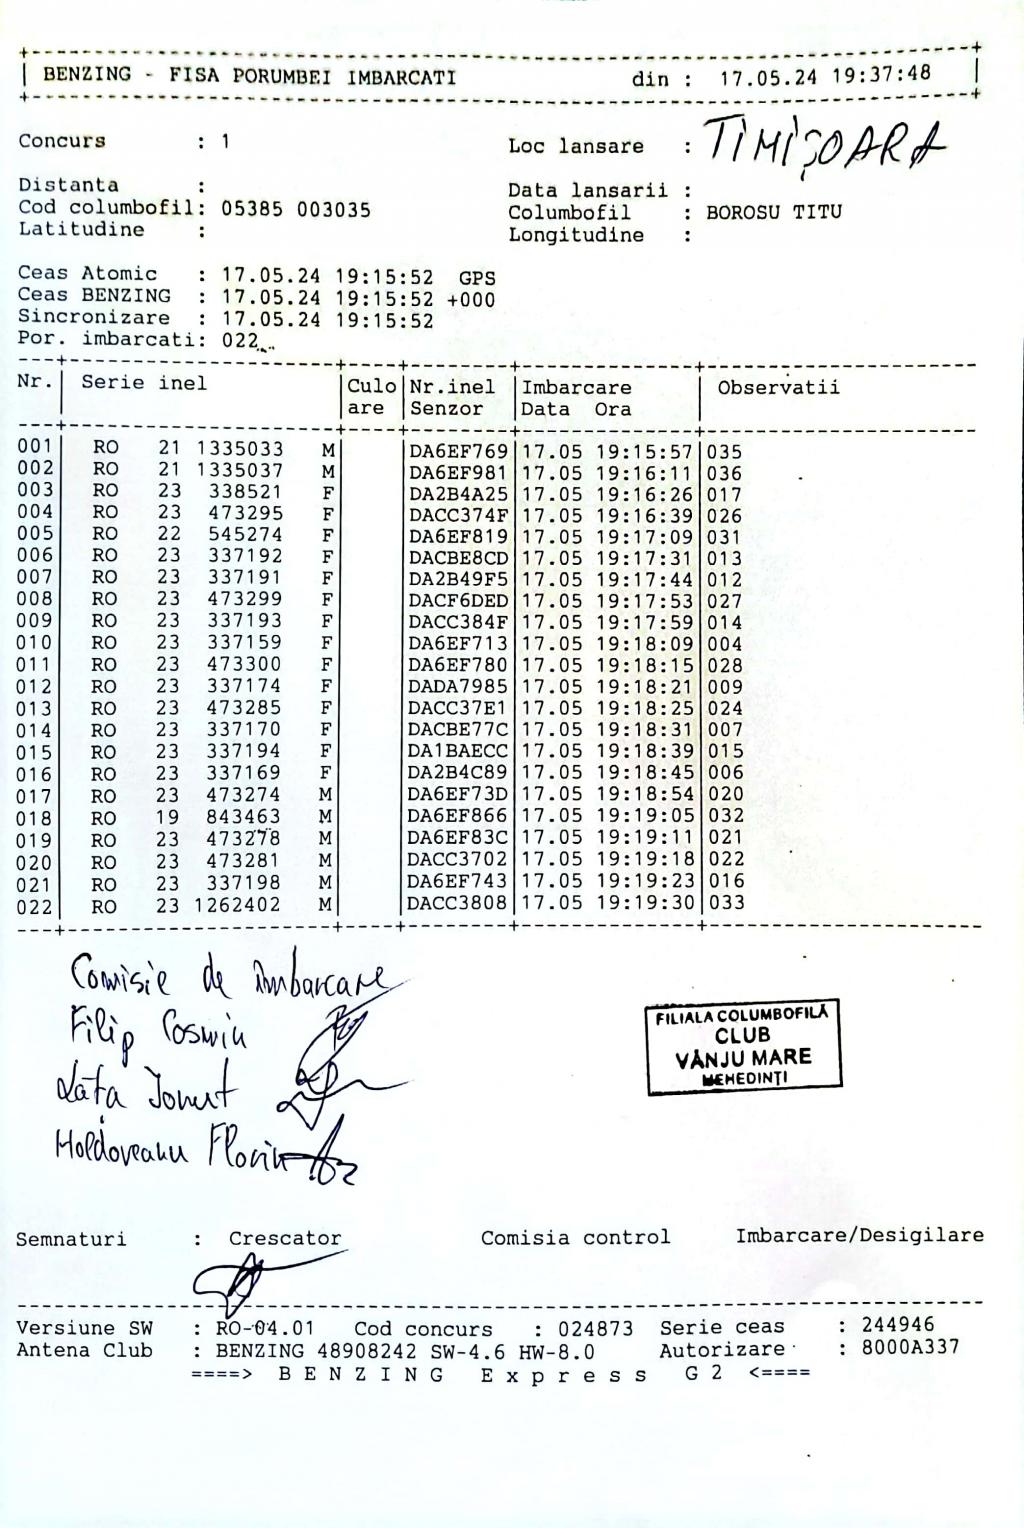 BENZING - FISA PORUMBEI IMBARCATI din : 17.05.24 19:37:48
Concurs : 1 Loc lansare : TIMIȘOARA
Distanta : Data lansarii :
Cod columbofil: 05385 003035 Columbofil : BOROSU TITU
Latitudine : Longitudine :
Ceas Atomic : 17.05.24 19:15:52 GPS
Ceas BENZING : 17.05.24 19:15:52 +000
Sincronizare : 17.05.24 19:15:52
Por. imbarcati: 022
Nr. Serie inel Culo Nr.inel Imbarcare Observatii
are Senzor Data Ora
001 RO 21 1335033 M DA6EF769 17.05 19:15:57 035
002 RO 21 1335037 M DA6EF981 17.05 19:16:11 036
003 RO 23 338521 F DA2B4A25 17.05 19:16:26 017
004 RO 23 473295 F DACC374F 17.05 19:16:39 026
005 RO 22 545274 F DA6EF819 17.05 19:17:09 031
006 RO 23 337192 F DACBE8CD 17.05 19:17:31 013
007 RO 23 337191 F DA2B49F5 17.05 19:17:44 012
008 RO 23 473299 F DACF6DED 17.05 19:17:53 027
009 RO 23 337193 F DACC384F 17.05 19:17:59 014
010 RO 23 337159 F DA6EF713 17.05 19:18:09 004
011 RO 23 473300 F DA6EF780 17.05 19:18:15 028
012 RO 23 337174 F DADA7985 17.05 19:18:21 009
013 RO 23 473285 F DACC37E1 17.05 19:18:25 024
014 RO 23 337170 F DACBE77C 17.05 19:18:31 007
015 RO 23 337194 F DA1BAECC 17.05 19:18:39 015
016 RO 23 337169 F DA2B4C89 17.05 19:18:45 006
017 RO 23 473274 M DA6EF73D 17.05 19:18:54 020
018 RO 19 843463 M DA6EF866 17.05 19:19:05 032
019 RO 23 473278 M DA6EF83C 17.05 19:19:11 021
020 RO 23 473281 M DACC3702 17.05 19:19:18 022
021 RO 23 337198 M DA6EF743 17.05 19:19:23 016
022 RO 23 1262402 M DACC3808 17.05 19:19:30 033
Comisie de îmbarcare
Filip Cosmin
Lăța Ionuț
Moldoveanu Florin
FILIALA COLUMBOFILĂ
CLUB
VÂNJU MARE
MEHEDINȚI
Semnaturi : Crescator Comisia control Imbarcare/Desigilare
Versiune SW : RO-04.01 Cod concurs : 024873 Serie ceas : 244946
Antena Club : BENZING 48908242 SW-4.6 HW-8.0 Autorizare : 8000A337
====> B E N Z I N G E x p r e s s G 2 <====